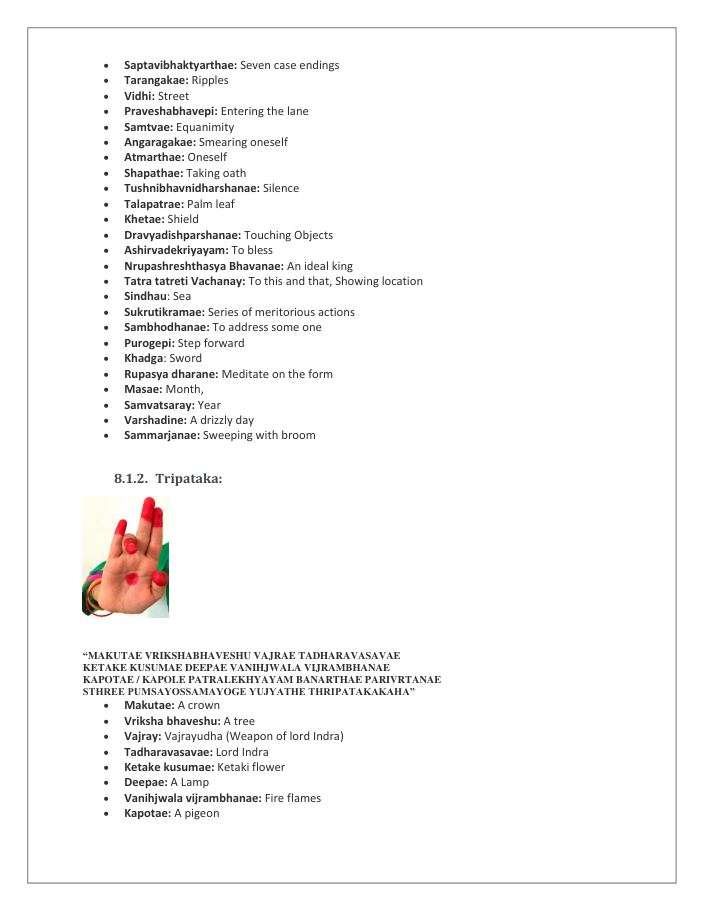 • Saptavibhaktyarthae: Seven case endings
• Tarangakae: Ripples
• Vidhi: Street
• Praveshabhavepi: Entering the lane
• Samtvae: Equanimity
• Angaragakae: Smearing oneself
• Atmarthae: Oneself
• Shapathae: Taking oath
• Tushnibhavnidharshanae: Silence
• Talapatrae: Palm leaf
• Khetae: Shield
• Dravyadishparshanae: Touching Objects
• Ashirvadekriyayam: To bless
• Nrupashreshthasya Bhavanae: An ideal king
• Tatra tatreti Vachanay: To this and that, Showing location
• Sindhau: Sea
• Sukrutikramae: Series of meritorious actions
• Sambhodhanae: To address some one
• Purogepi: Step forward
• Khadga: Sword
• Rupasya dharane: Meditate on the form
• Masae: Month,
• Samvatsaray: Year
• Varshadine: A drizzly day
• Sammarjanae: Sweeping with broom
8.1.2. Tripataka:
“MAKUTAE VRIKSHABHAVESHU VAJRAE TADHARAVASAVAE
KETAKE KUSUMAE DEEPAE VANIHJWALA VIJRAMBHANAE
KAPOTAE / KAPOLE PATRALEKHYAYAM BANARTHAE PARIVRTANAE
STHREE PUMSAYOSSAMAYOGE YUJYATHE THRIPATAKAKAHA”
• Makutae: A crown
• Vriksha bhaveshu: A tree
• Vajray: Vajrayudha (Weapon of lord Indra)
• Tadharavasavae: Lord Indra
• Ketake kusumae: Ketaki flower
• Deepae: A Lamp
• Vanihjwala vijrambhanae: Fire flames
• Kapotae: A pigeon